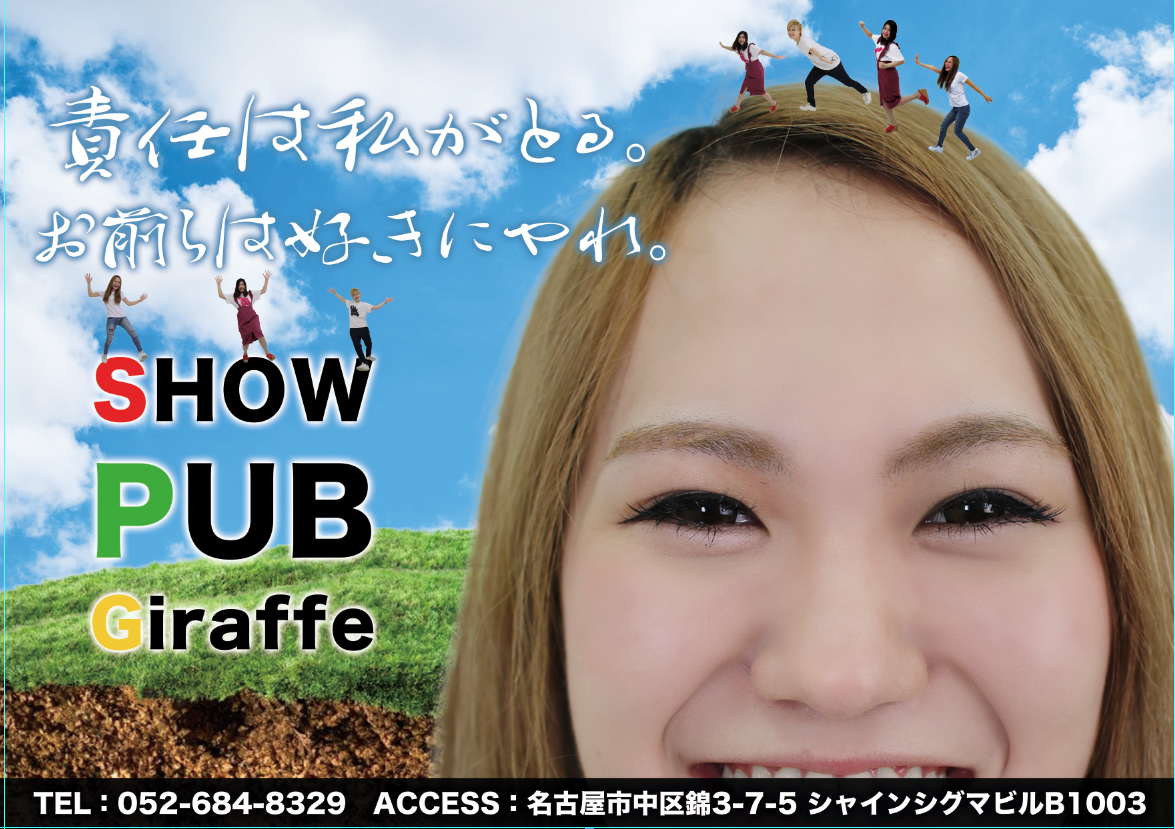 責任は私がとる。
お前らは好きにやれ。
SHOW
PUB
Giraffe
TEL：052-684-8329　ACCESS：名古屋市中区錦3-7-5 シャインシグマビルB1003